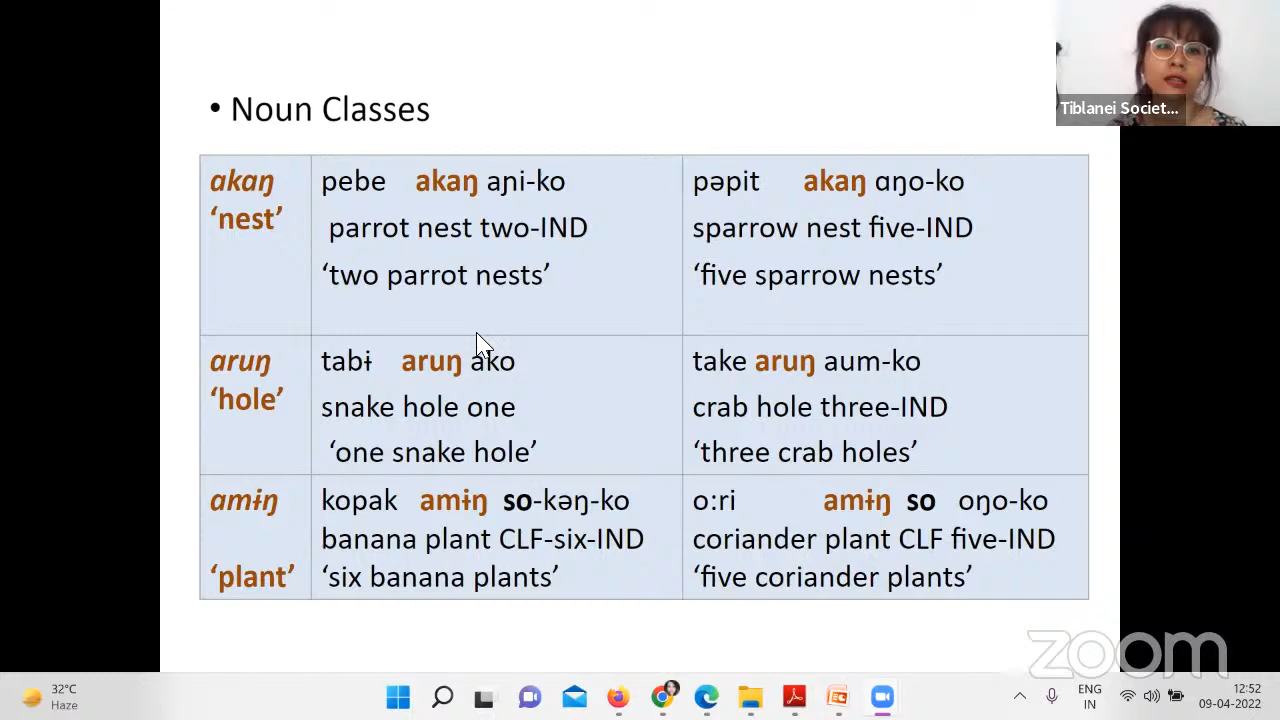 • Noun Classes
Tiblanei Societ...
akaŋ
‘nest’
pebe akaŋ aɲi-ko
parrot nest two-IND
‘two parrot nests’
pəpit akaŋ ɑŋo-ko
sparrow nest five-IND
‘five sparrow nests’
aruŋ
‘hole’
tabɨ aruŋ ako
snake hole one
‘one snake hole’
take aruŋ aum-ko
crab hole three-IND
‘three crab holes’
amɨŋ
‘plant’
kopak amɨŋ so-kəŋ-ko
banana plant CLF-six-IND
‘six banana plants’
o:ri amɨŋ so oŋo-ko
coriander plant CLF five-IND
‘five coriander plants’
zoom
32°C
Haze
ENG
IN
12:52
09-04-2022